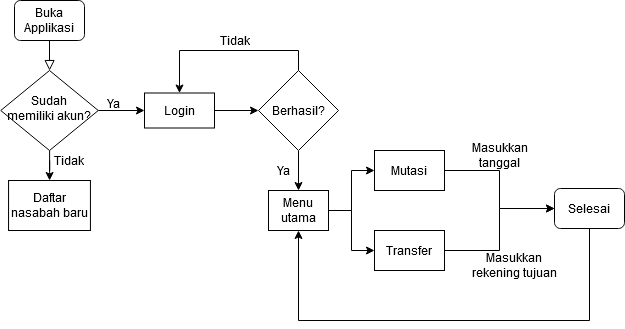 Buka
Applikasi
Sudah
memiliki akun?
Ya
Tidak
Daftar
nasabah baru
Login
Tidak
Berhasil?
Ya
Menu
utama
Mutasi
Masukkan
tanggal
Transfer
Masukkan
rekening tujuan
Selesai